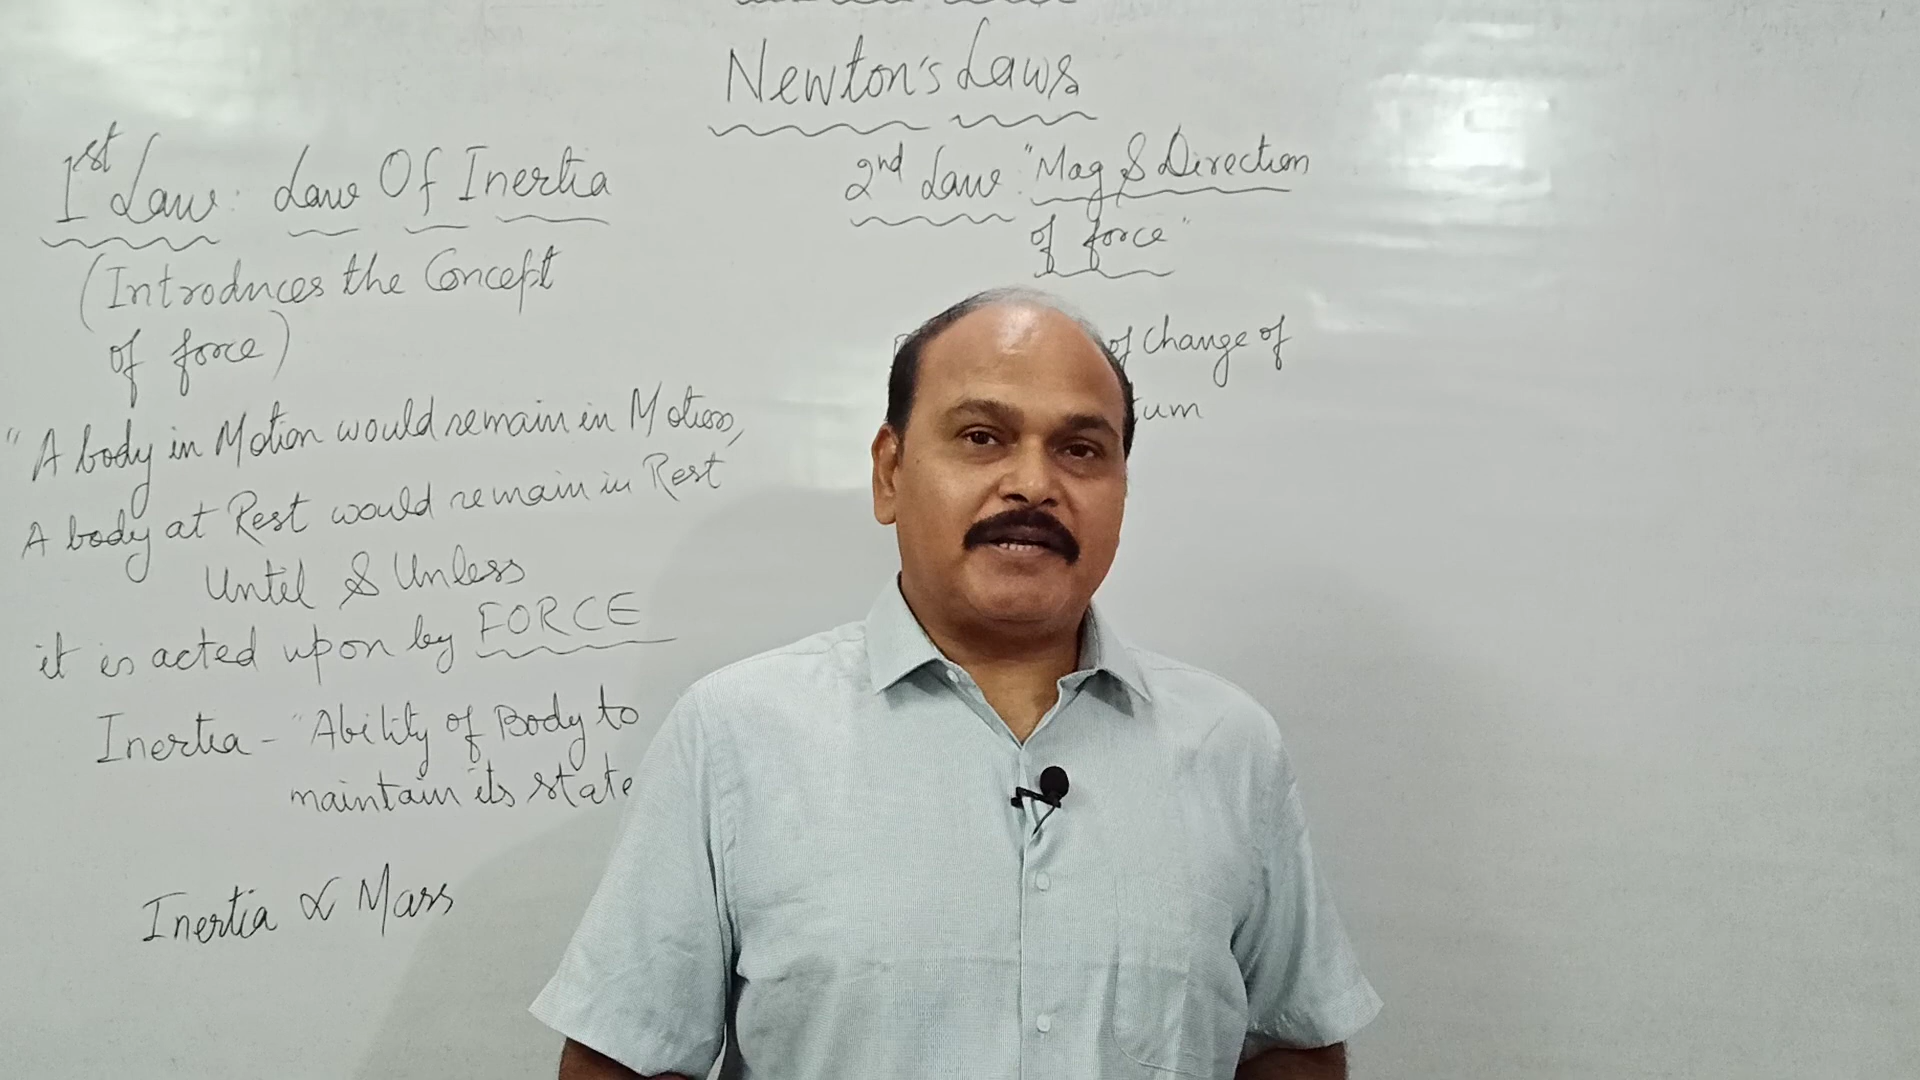 Newton's Laws
1st Law: Law Of Inertia
(Introduces the Concept
of force)
"A body in Motion would remain in Motion,
A body at Rest would remain in Rest
Until & Unless
it is acted upon by FORCE
Inertia - "Ability of Body to
maintain its state
Inertia ∝ Mass
2nd Law: "Mag & Direction
of force"
of Change of
tum